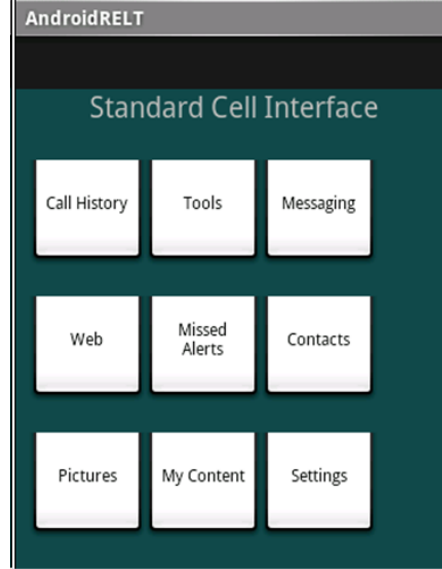 AndroidRELT
Standard Cell Interface
Call History
Tools
Messaging
Web
Missed
Alerts
Contacts
Pictures
My Content
Settings